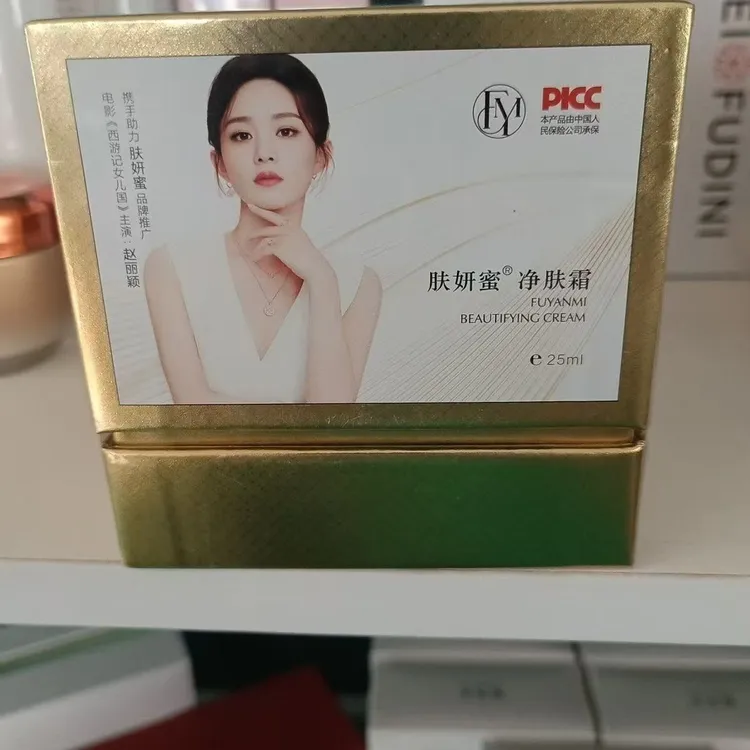 携手助力 肤妍蜜 品牌推广
电影《西游记女儿国》主演:赵丽颖
FYM
PICC
本产品由中国人
民保险公司承保
肤妍蜜® 净肤霜
FUYANMI
BEAUTIFYING CREAM
e 25ml
FUDINI